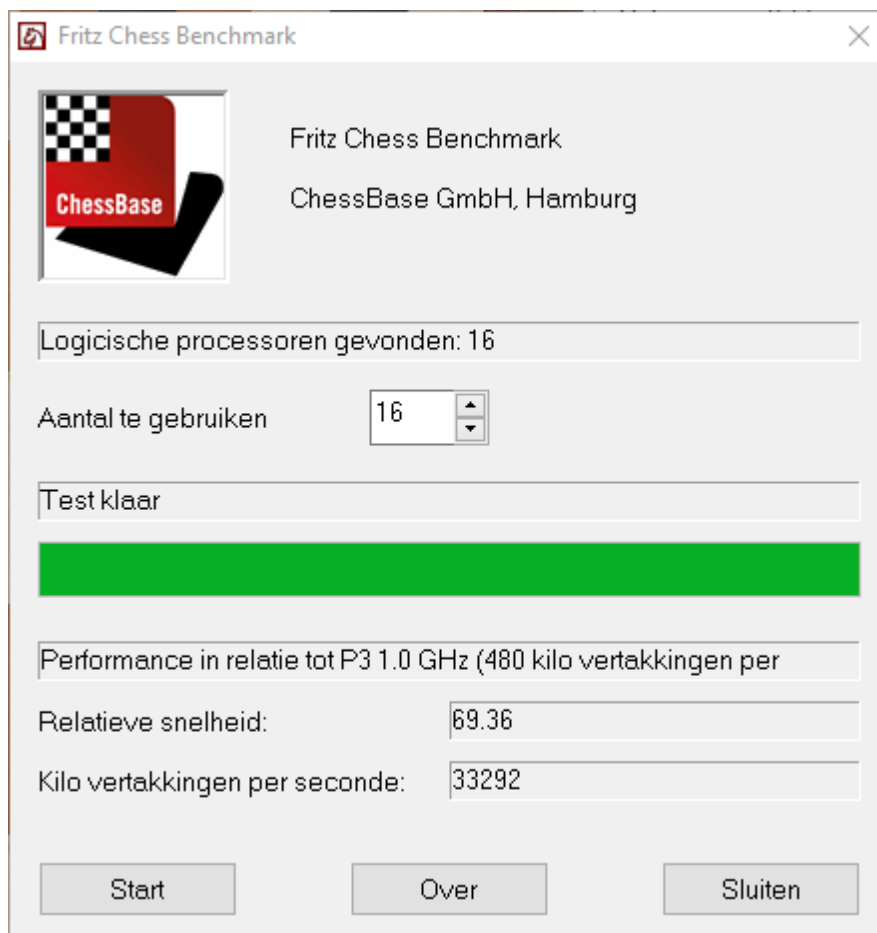 Fritz Chess Benchmark
Fritz Chess Benchmark
ChessBase GmbH, Hamburg
ChessBase
Logicische processoren gevonden: 16
Aantal te gebruiken 16
Test klaar
Performance in relatie tot P3 1.0 GHz (480 kilo vertakkingen per
Relatieve snelheid: 69.36
Kilo vertakkingen per seconde: 33292
Start Over Sluiten